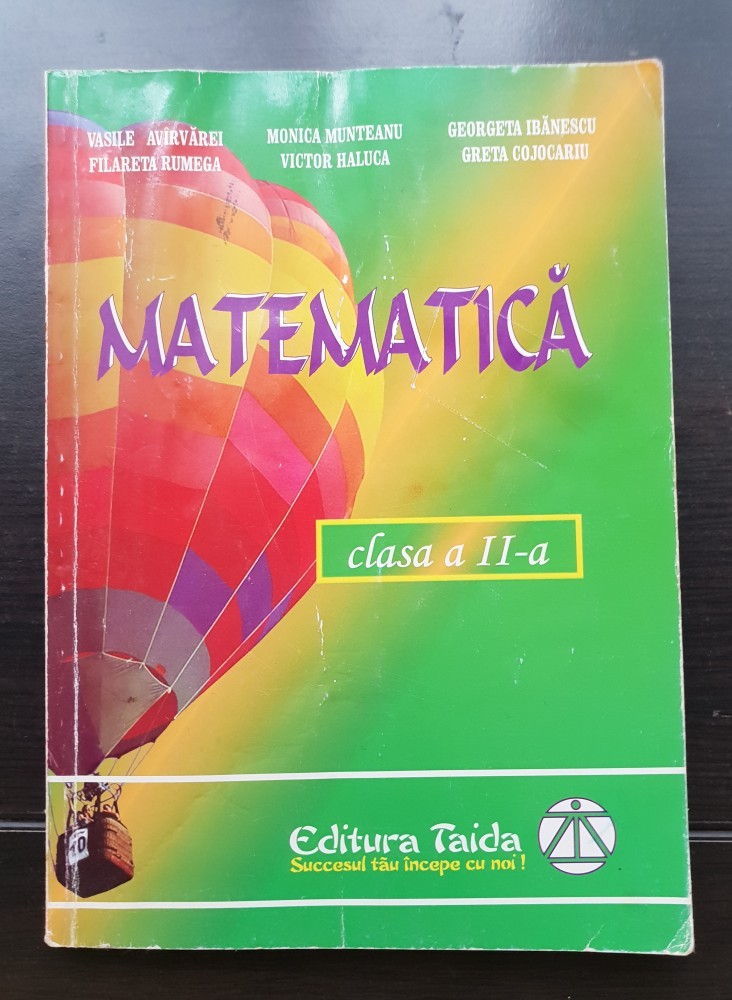 VASILE AVÎRVĂREI
FILARETA RUMEGA
MONICA MUNTEANU
VICTOR HALUCA
GEORGETA IBĂNESCU
GRETA COJOCARIU
MATEMATICĂ
clasa a II-a
Editura Taida
Succesul tău începe cu noi !